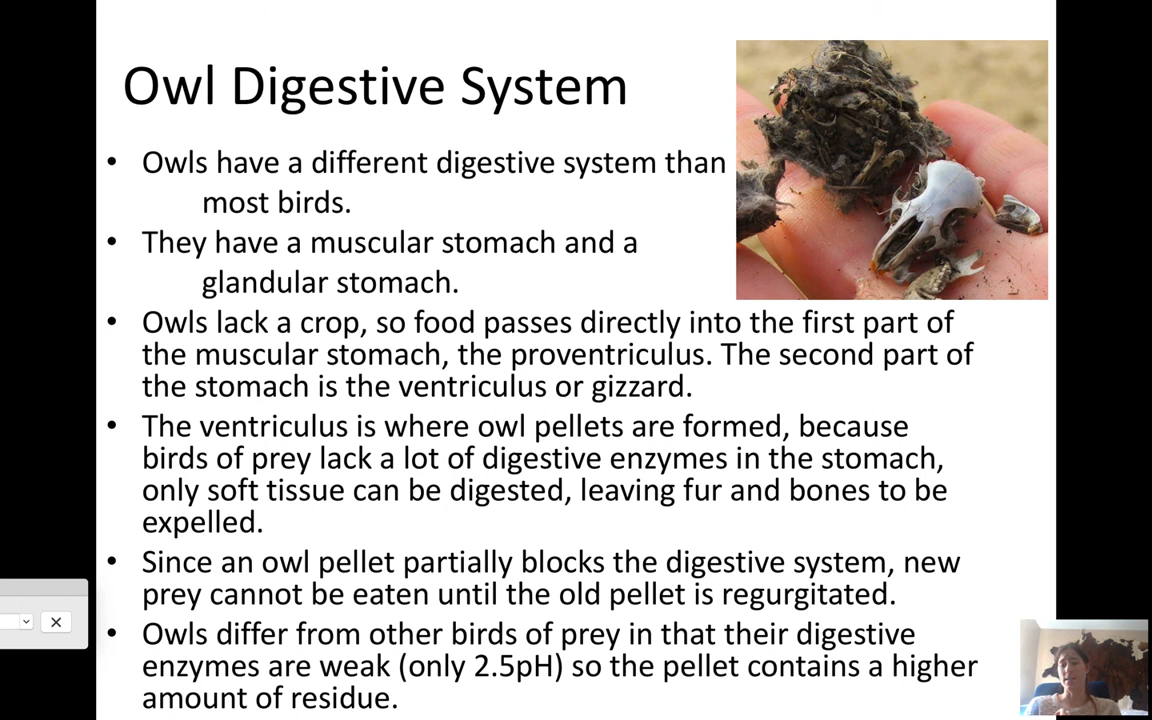 Owl Digestive System
• Owls have a different digestive system than
most birds.
• They have a muscular stomach and a
glandular stomach.
• Owls lack a crop, so food passes directly into the first part of
the muscular stomach, the proventriculus. The second part of
the stomach is the ventriculus or gizzard.
• The ventriculus is where owl pellets are formed, because
birds of prey lack a lot of digestive enzymes in the stomach,
only soft tissue can be digested, leaving fur and bones to be
expelled.
• Since an owl pellet partially blocks the digestive system, new
prey cannot be eaten until the old pellet is regurgitated.
• Owls differ from other birds of prey in that their digestive
enzymes are weak (only 2.5pH) so the pellet contains a higher
amount of residue.